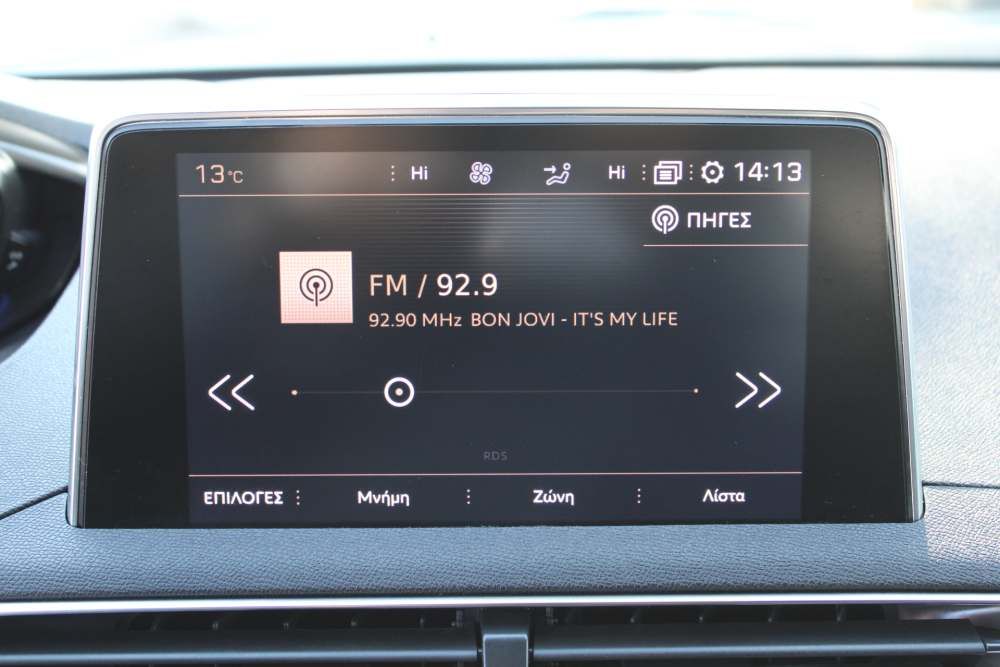 13°C Hi Hi 14:13
ΠΗΓΕΣ
FM / 92.9
92.90 MHz BON JOVI - IT'S MY LIFE
RDS
ΕΠΙΛΟΓΕΣ Μνήμη Ζώνη Λίστα